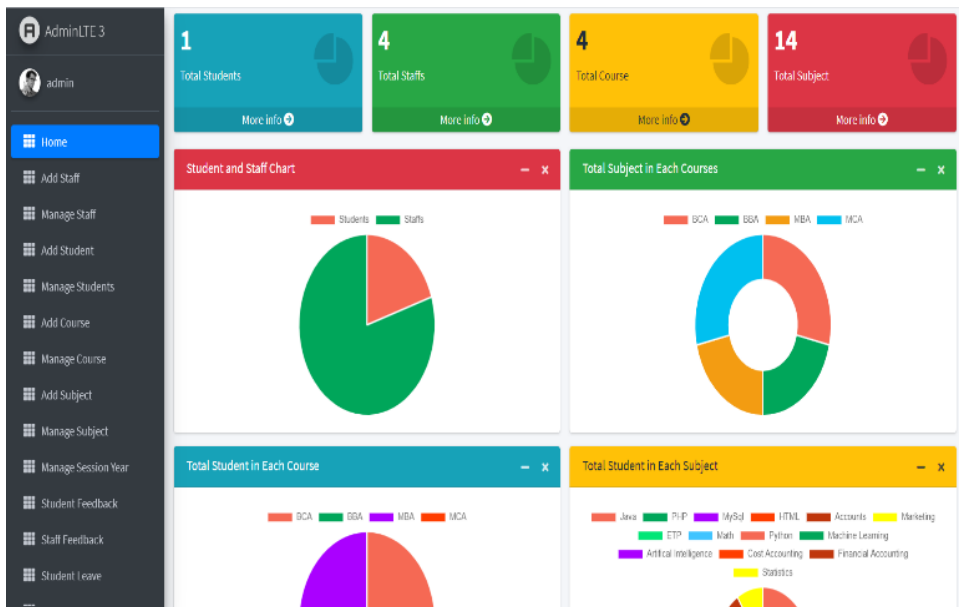 AdminLTE 3
admin
Home
Add Staff
Manage Staff
Add Student
Manage Students
Add Course
Manage Course
Add Subject
Manage Subject
Manage Session Year
Student Feedback
Staff Feedback
Student Leave
1
Total Students
More info
4
Total Staffs
More info
4
Total Course
More info
14
Total Subject
More info
Student and Staff Chart
Students Staffs
Total Subject in Each Courses
BCA BBA MBA MCA
Total Student in Each Course
BCA BBA MBA MCA
Total Student in Each Subject
Java PHP MySql HTML Accounts Marketing
ETP Math Python Machine Learning
Artifical Intelligence Cost Accounting Financial Accounting
Statistics